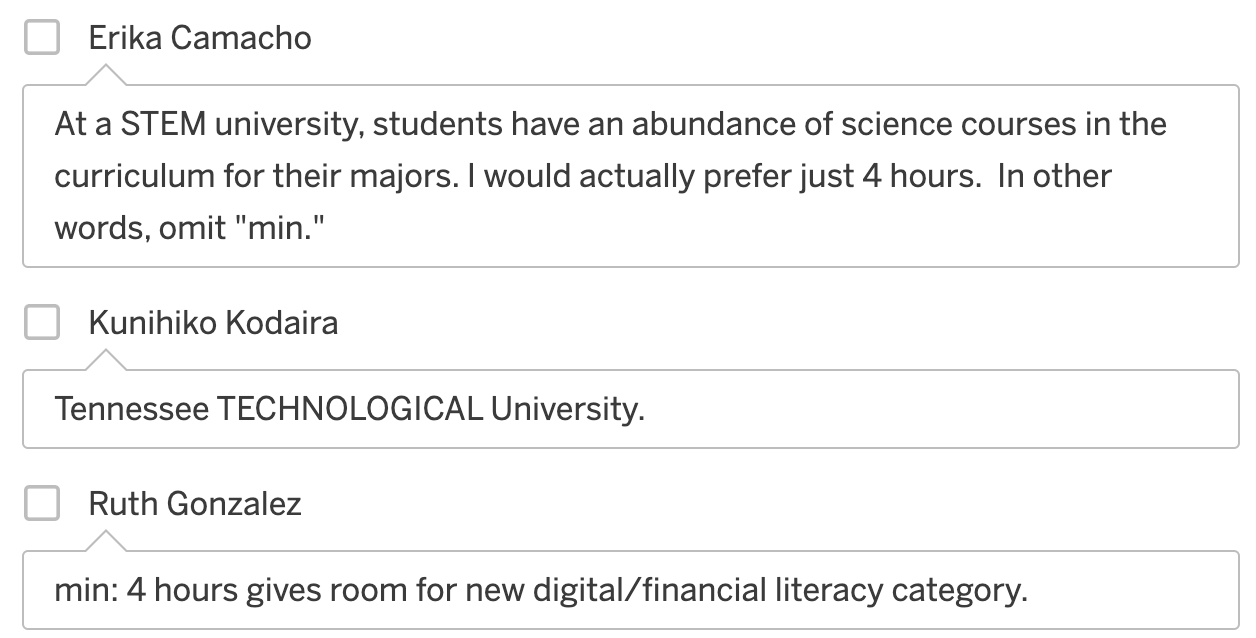 Erika Camacho
At a STEM university, students have an abundance of science courses in the
curriculum for their majors. I would actually prefer just 4 hours.  In other
words, omit "min."
Kunihiko Kodaira
Tennessee TECHNOLOGICAL University.
Ruth Gonzalez
min: 4 hours gives room for new digital/financial literacy category.